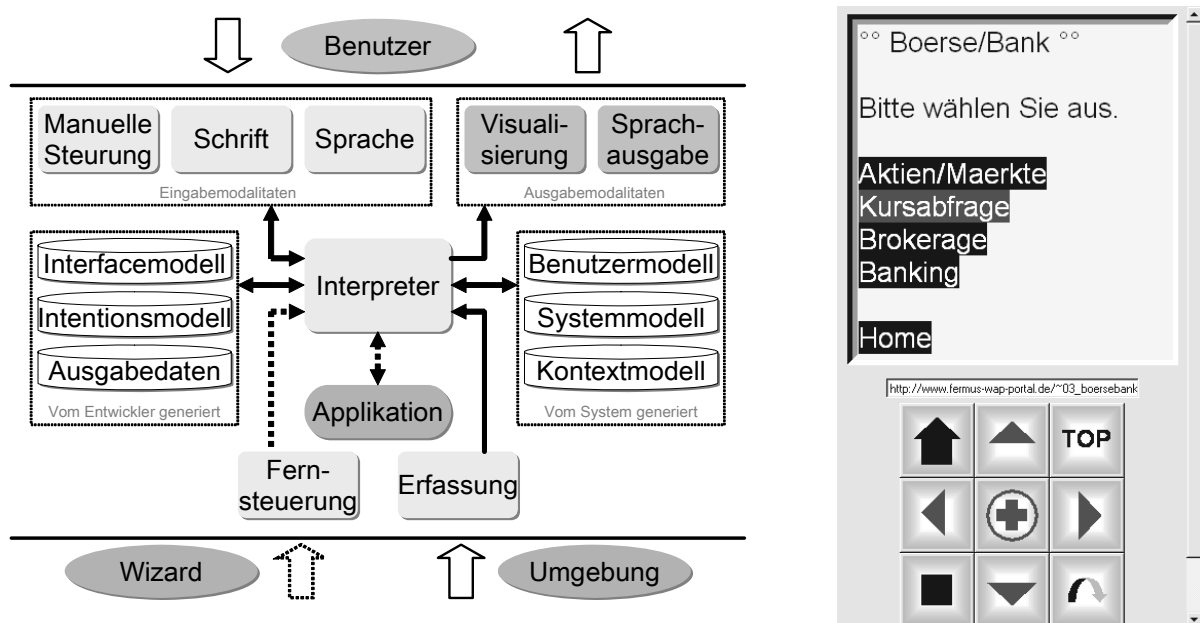 Benutzer
Manuelle
Steurung
Schrift
Sprache
Eingabemodalitaten
Visuali-
sierung
Sprach-
ausgabe
Ausgabemodalitaten
Interfacemodell
Intentionsmodell
Ausgabedaten
Vom Entwickler generiert
Interpreter
Benutzermodell
Systemmodell
Kontextmodell
Vom System generiert
Applikation
Fern-
steuerung
Erfassung
Wizard
Umgebung
°° Boerse/Bank °°
Bitte wählen Sie aus.
Aktien/Maerkte
Kursabfrage
Brokerage
Banking
Home
http://www.fermus-wap-portal.de/~03_boersebank
TOP